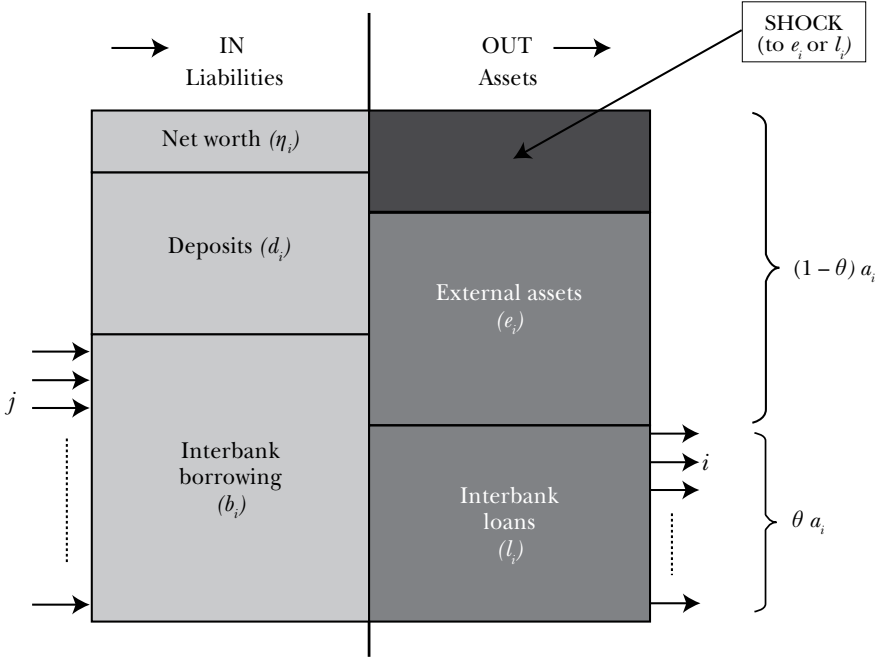 IN
Liabilities
OUT
Assets
SHOCK
(to e_i or l_i)
Net worth (η_i)
Deposits (d_i)
Interbank
borrowing
(b_i)
External assets
(e_i)
Interbank
loans
(l_i)
j
i
(1 – θ) a_i
θ a_i